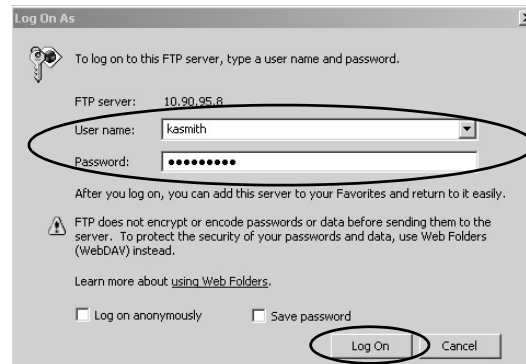 Log On As
To log on to this FTP server, type a user name and password.
FTP server: 10.90.95.8
User name: kasmith
Password: ●●●●●●●●●
After you log on, you can add this server to your Favorites and return to it easily.
FTP does not encrypt or encode passwords or data before sending them to the
server. To protect the security of your passwords and data, use Web Folders
(WebDAV) instead.
Learn more about using Web Folders.
Log on anonymously Save password
Log On Cancel